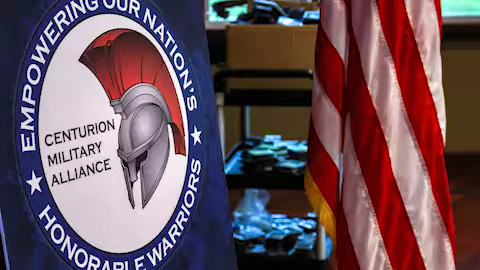 EMPOWERING OUR NATION'S
CENTURION
MILITARY
ALLIANCE
HONORABLE WARRIORS